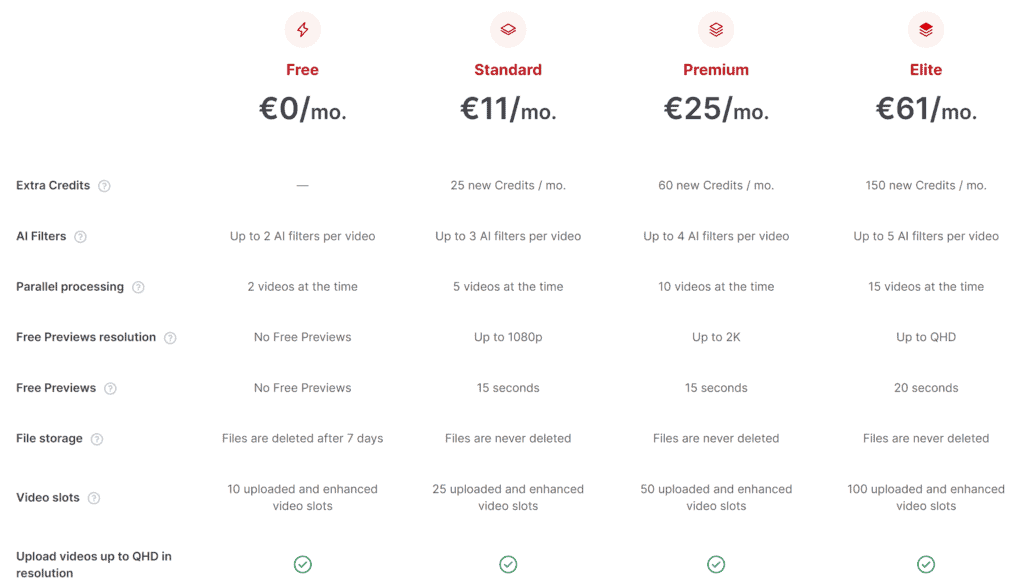 Free Standard Premium Elite
€0/mo. €11/mo. €25/mo. €61/mo.
Extra Credits ? — 25 new Credits / mo. 60 new Credits / mo. 150 new Credits / mo.
AI Filters ? Up to 2 AI filters per video Up to 3 AI filters per video Up to 4 AI filters per video Up to 5 AI filters per video
Parallel processing ? 2 videos at the time 5 videos at the time 10 videos at the time 15 videos at the time
Free Previews resolution ? No Free Previews Up to 1080p Up to 2K Up to QHD
Free Previews ? No Free Previews 15 seconds 15 seconds 20 seconds
File storage ? Files are deleted after 7 days Files are never deleted Files are never deleted Files are never deleted
Video slots ? 10 uploaded and enhanced 25 uploaded and enhanced 50 uploaded and enhanced 100 uploaded and enhanced
video slots video slots video slots video slots
Upload videos up to QHD in
resolution